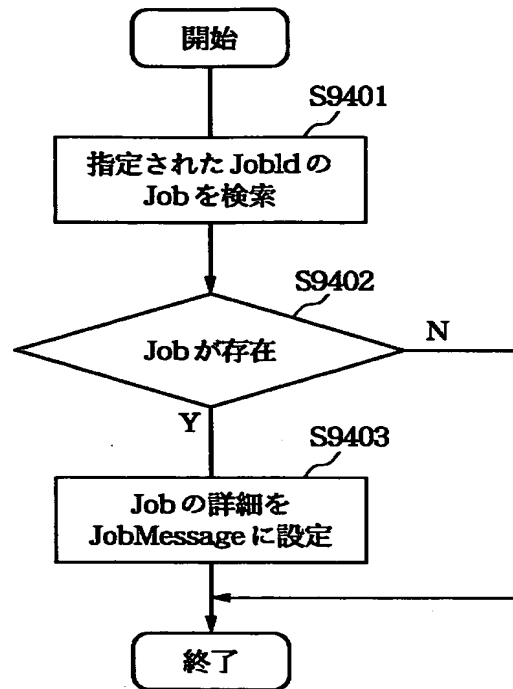 開始
S9401
指定されたJobIdの
Jobを検索
S9402
Jobが存在
N
Y
S9403
Jobの詳細を
JobMessageに設定
終了